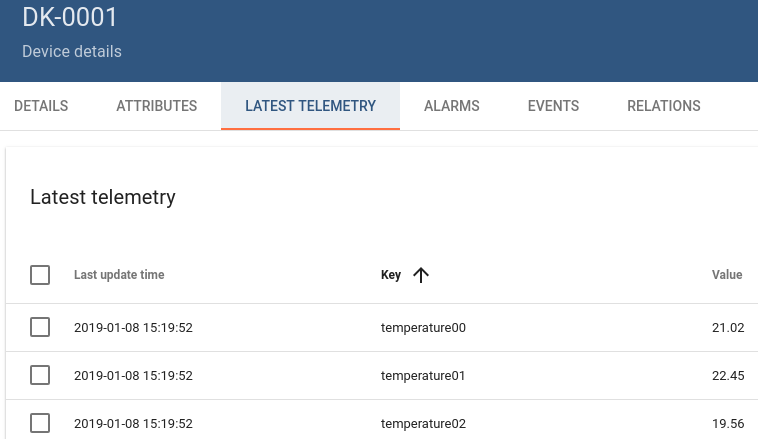 DK-0001
Device details
DETAILS ATTRIBUTES LATEST TELEMETRY ALARMS EVENTS RELATIONS
Latest telemetry
Last update time Key Value
2019-01-08 15:19:52 temperature00 21.02
2019-01-08 15:19:52 temperature01 22.45
2019-01-08 15:19:52 temperature02 19.56